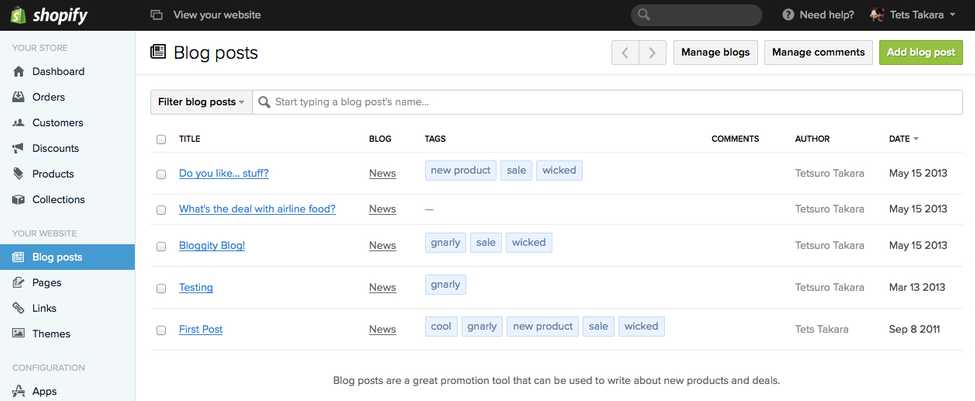 shopify View your website Need help? Tets Takara
YOUR STORE
Dashboard
Orders
Customers
Discounts
Products
Collections
YOUR WEBSITE
Blog posts
Pages
Links
Themes
CONFIGURATION
Apps
Blog posts Manage blogs Manage comments Add blog post
Filter blog posts Start typing a blog post's name...
TITLE BLOG TAGS COMMENTS AUTHOR DATE
Do you like... stuff? News new product sale wicked Tetsuro Takara May 15 2013
What's the deal with airline food? News — Tetsuro Takara May 15 2013
Bloggity Blog! News gnarly sale wicked Tetsuro Takara May 15 2013
Testing News gnarly Tetsuro Takara Mar 13 2013
First Post News cool gnarly new product sale wicked Tets Takara Sep 8 2011
Blog posts are a great promotion tool that can be used to write about new products and deals.